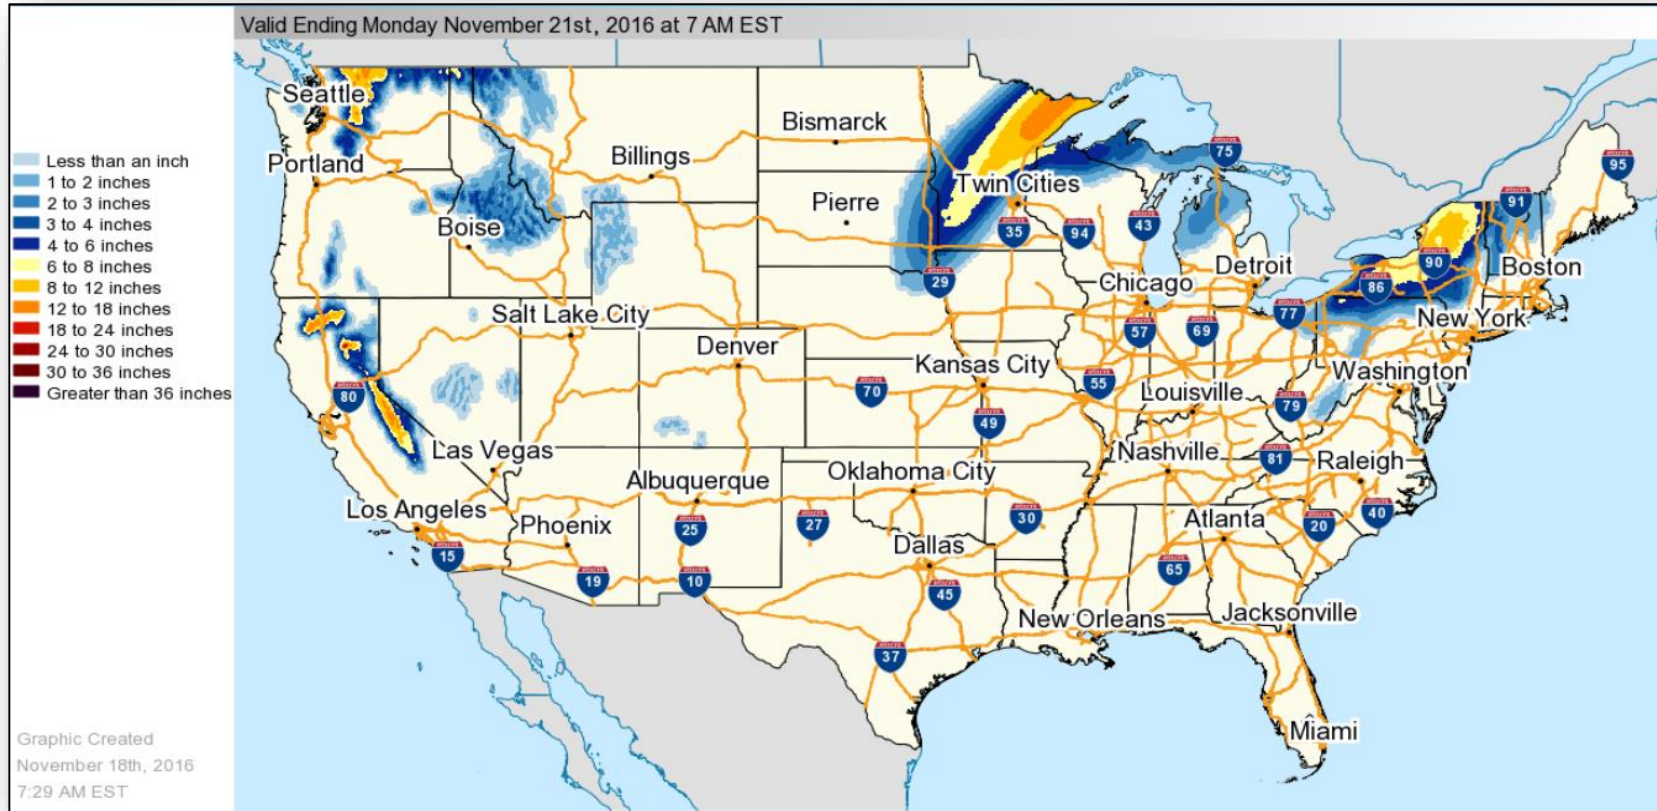 Valid Ending Monday November 21st, 2016 at 7 AM EST
Less than an inch
1 to 2 inches
2 to 3 inches
3 to 4 inches
4 to 6 inches
6 to 8 inches
8 to 12 inches
12 to 18 inches
18 to 24 inches
24 to 30 inches
30 to 36 inches
Greater than 36 inches
Graphic Created
November 18th, 2016
7:29 AM EST
Seattle
Bismarck
75
95
Portland
Billings
Twin Cities
Pierre
91
Boise
35
94
43
90
Boston
Detroit
29
Chicago
86
Salt Lake City
77
New York
57
69
Denver
Kansas City
Washington
80
70
55
Louisville
79
49
Las Vegas
Nashville
81
Raleigh
Albuquerque
Oklahoma City
Los Angeles
Phoenix
25
27
30
Atlanta
20
40
15
Dallas
19
10
45
65
New Orleans
Jacksonville
37
Miami